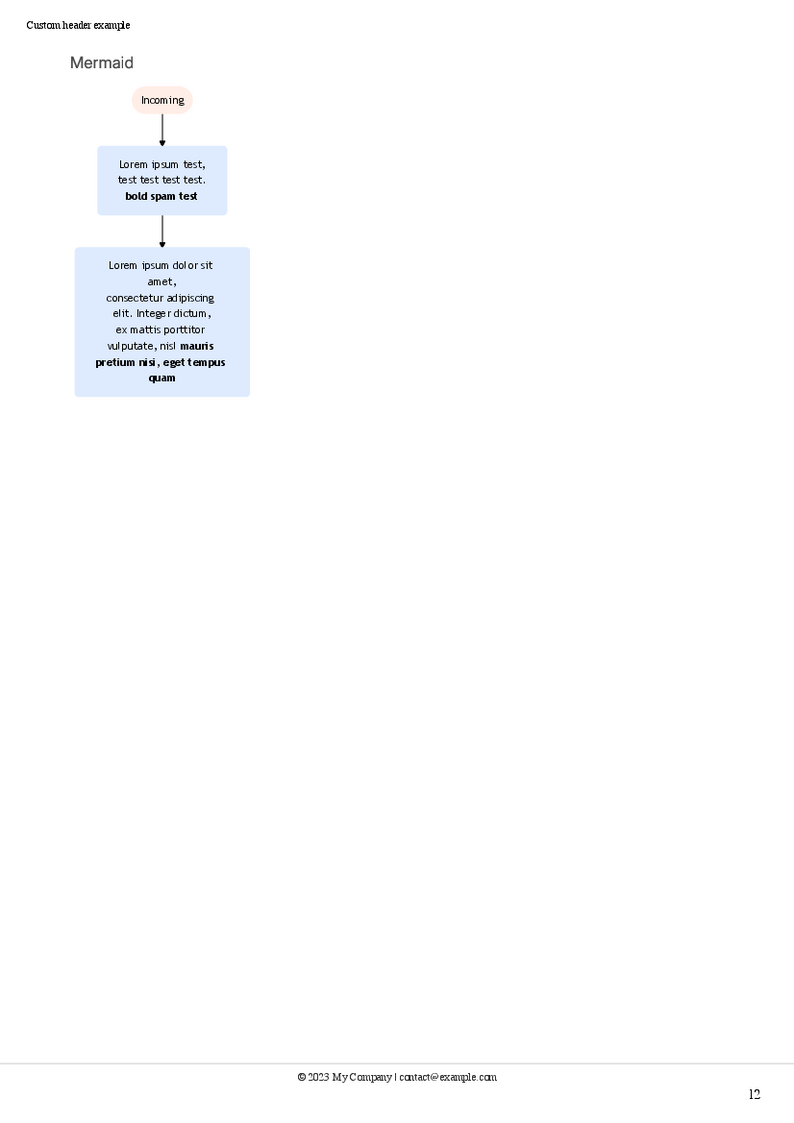 Custom header example
Mermaid
Incoming
Lorem ipsum test,
test test test test.
bold spam test
Lorem ipsum dolor sit
amet,
consectetur adipiscing
elit. Integer dictum,
ex mattis porttitor
vulputate, nisl mauris
pretium nisi, eget tempus
quam
© 2023 My Company | contact@example.com
12